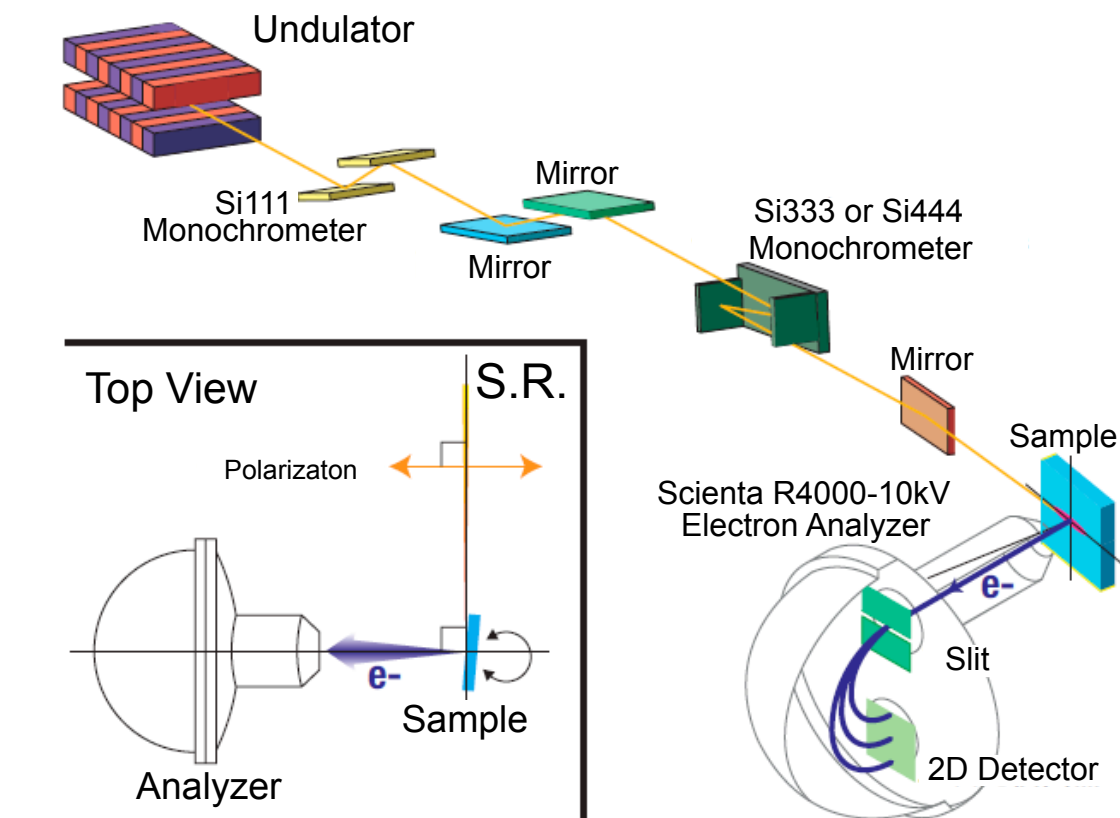 Undulator
Si111
Monochrometer
Mirror
Mirror
Si333 or Si444
Monochrometer
Mirror
Sample
Scienta R4000-10kV
Electron Analyzer
e-
Slit
2D Detector
Top View
S.R.
Polarizaton
e-
Sample
Analyzer